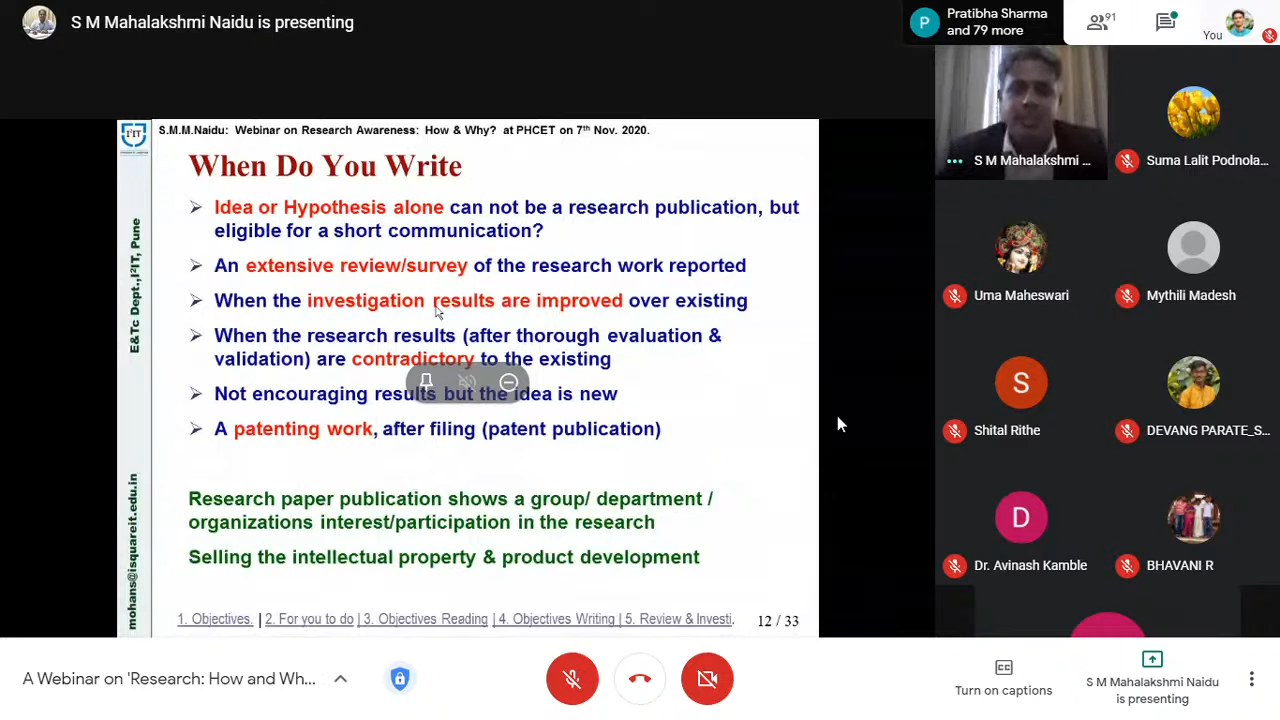 S M Mahalakshmi Naidu is presenting
P
Pratibha Sharma
and 79 more
91
You
I²IT
S.M.M.Naidu: Webinar on Research Awareness: How & Why? at PHCET on 7th Nov. 2020.
When Do You Write
Idea or Hypothesis alone can not be a research publication, but
eligible for a short communication?
An extensive review/survey of the research work reported
When the investigation results are improved over existing
When the research results (after thorough evaluation &
validation) are contradictory to the existing
Not encouraging results but the idea is new
A patenting work, after filing (patent publication)
Research paper publication shows a group/ department /
organizations interest/participation in the research
Selling the intellectual property & product development
1. Objectives. | 2. For you to do | 3. Objectives Reading | 4. Objectives Writing | 5. Review & Investi.
12 / 33
E&Tc Dept.,I²IT, Pune
mohans@isquareit.edu.in
S M Mahalakshmi ...
Suma Lalit Podnola...
Uma Maheswari
Mythili Madesh
S
Shital Rithe
DEVANG PARATE_S...
D
Dr. Avinash Kamble
BHAVANI R
A Webinar on 'Research: How and Wh...
CC
Turn on captions
S M Mahalakshmi Naidu
is presenting